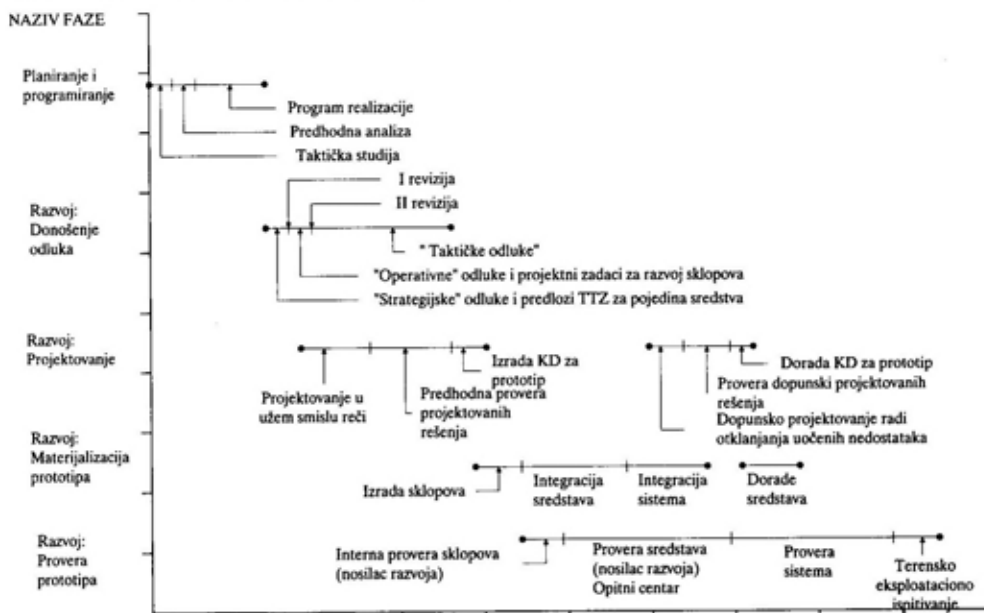 NAZIV FAZE
Planiranje i
programiranje
Program realizacije
Predhodna analiza
Taktička studija
I revizija
II revizija
Razvoj:
Donošenje
odluka
" Taktičke odluke"
"Operativne" odluke i projektni zadaci za razvoj sklopova
"Strategijske" odluke i predlozi TTZ za pojedina sredstva
Razvoj:
Projektovanje
Izrada KD za
prototip
Projektovanje u
užem smislu reči
Predhodna provera
projektovanih
rešenja
Dorada KD za prototip
Provera dopunski projektovanih
rešenja
Dopunsko projektovanje radi
otklanjanja uočenih nedostataka
Razvoj:
Materijalizacija
prototipa
Izrada sklopova
Integracija
sredstava
Integracija
sistema
Dorade
sredstava
Razvoj:
Provera
prototipa
Interna provera sklopova
(nosilac razvoja)
Provera sredstava
(nosilac razvoja)
Opitni centar
Provera
sistema
Terensko
eksploataciono
ispitivanje